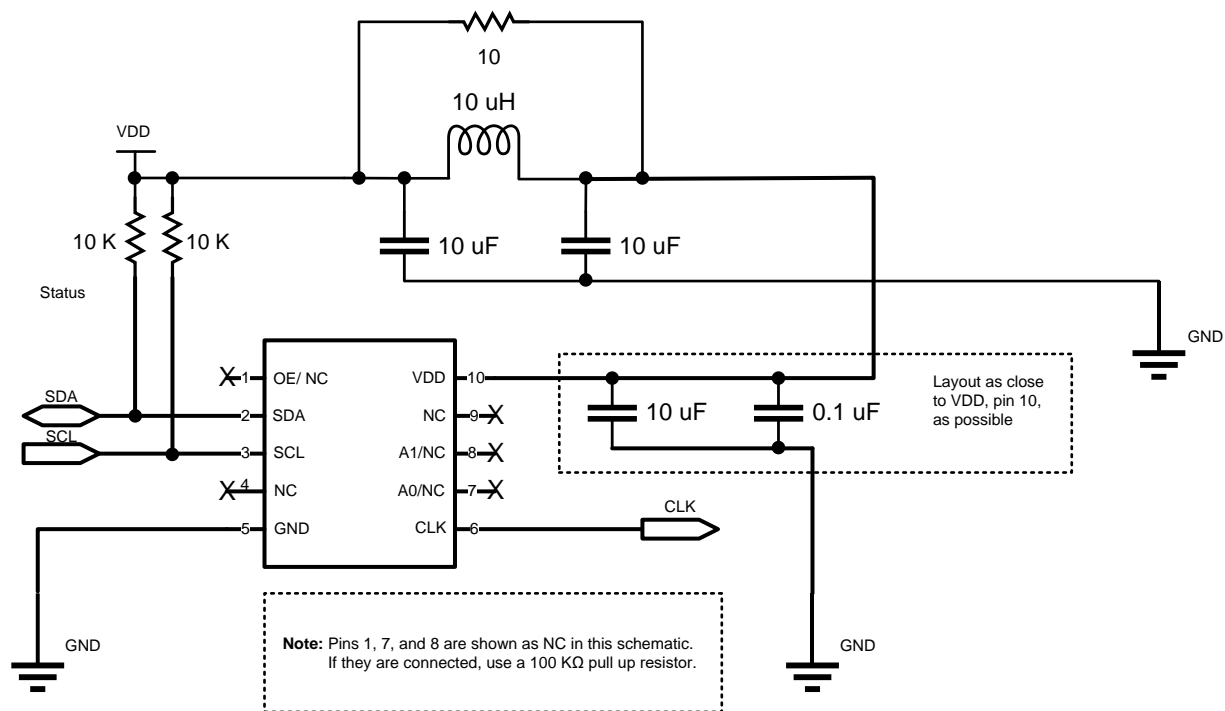 10
10 uH
VDD
10 K
10 K
10 uF
10 uF
Status
GND
1
OE/ NC
VDD
10
Layout as close
to VDD, pin 10,
as possible
SDA
2
SDA
NC
9
10 uF
0.1 uF
SCL
3
SCL
A1/NC
8
4
NC
A0/NC
7
CLK
5
GND
CLK
6
GND
GND
Note: Pins 1, 7, and 8 are shown as NC in this schematic.
If they are connected, use a 100 KΩ pull up resistor.